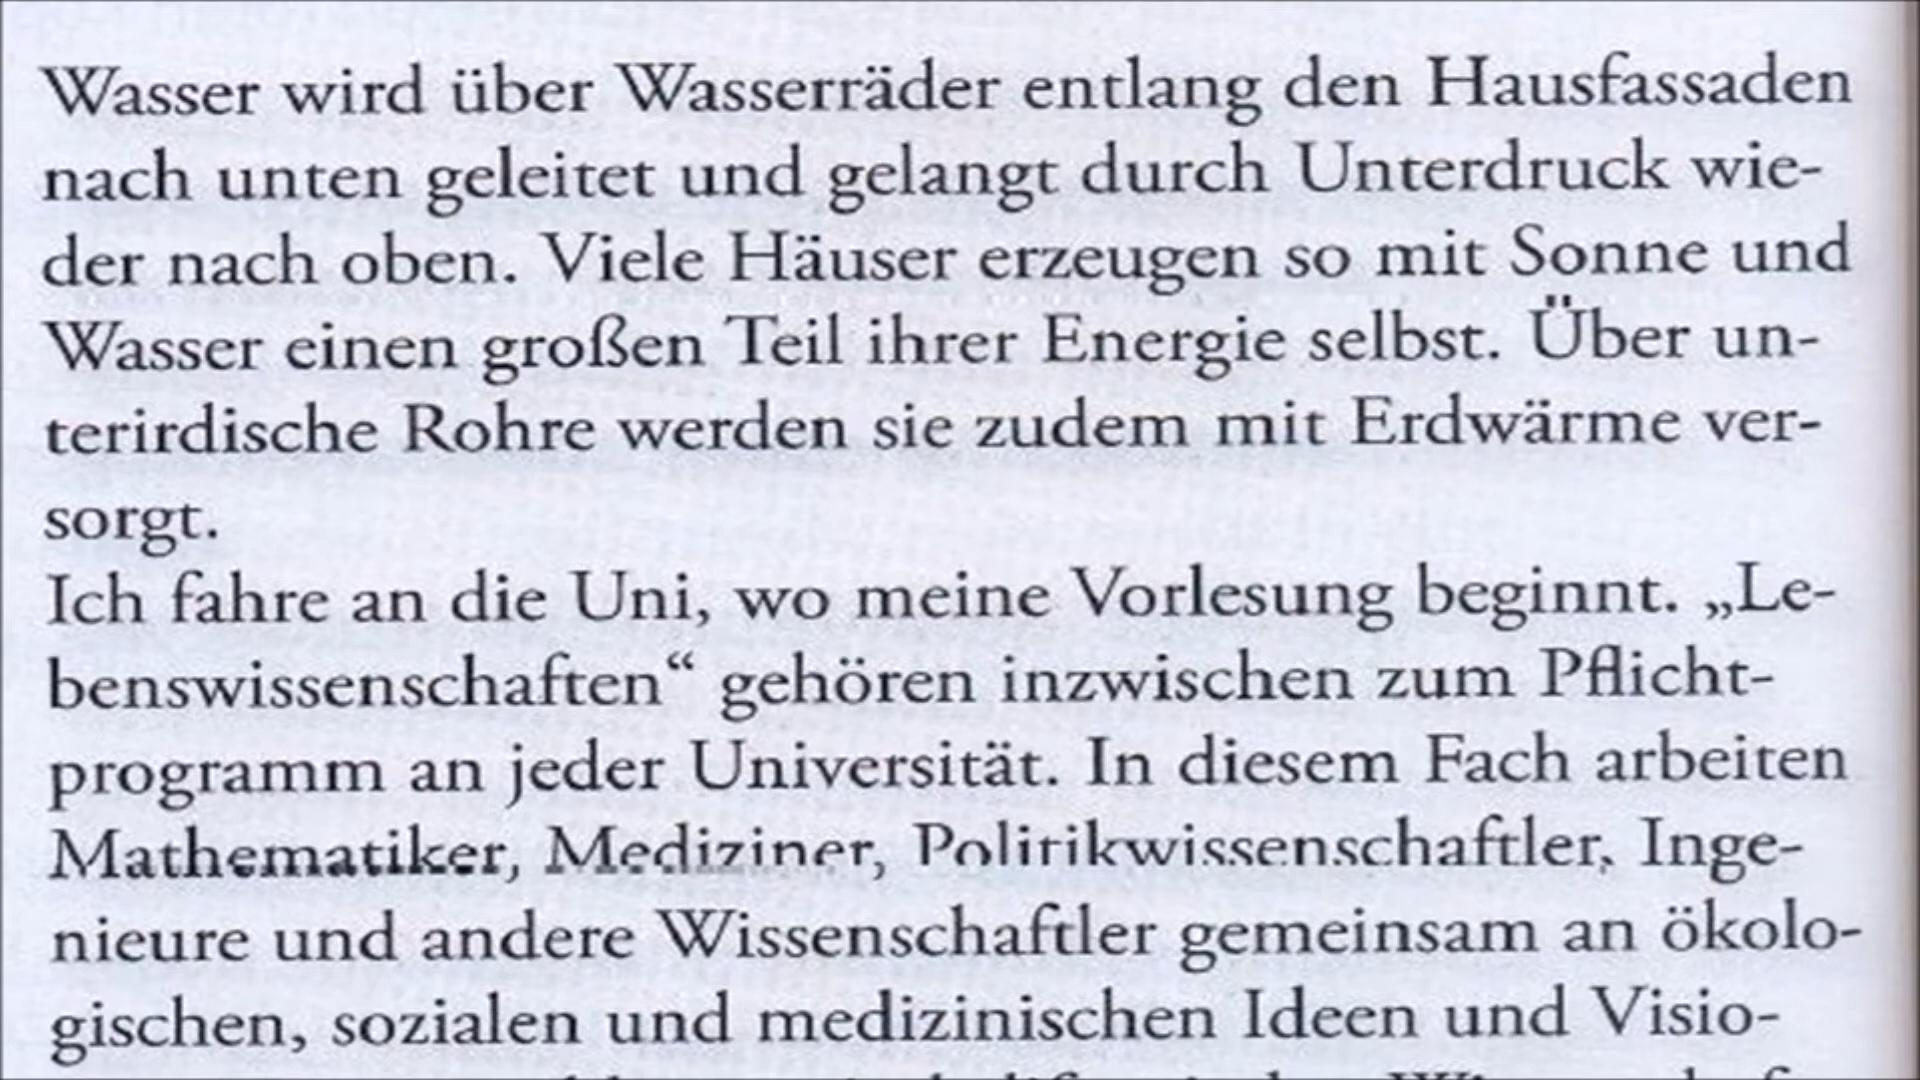 Wasser wird über Wasserräder entlang den Hausfassaden
nach unten geleitet und gelangt durch Unterdruck wie-
der nach oben. Viele Häuser erzeugen so mit Sonne und
Wasser einen großen Teil ihrer Energie selbst. Über un-
terirdische Rohre werden sie zudem mit Erdwärme ver-
sorgt.
Ich fahre an die Uni, wo meine Vorlesung beginnt. „Le-
benswissenschaften“ gehören inzwischen zum Pflicht-
programm an jeder Universität. In diesem Fach arbeiten
Mathematiker, Mediziner, Politikwissenschaftler, Inge-
nieure und andere Wissenschaftler gemeinsam an ökolo-
gischen, sozialen und medizinischen Ideen und Visio-